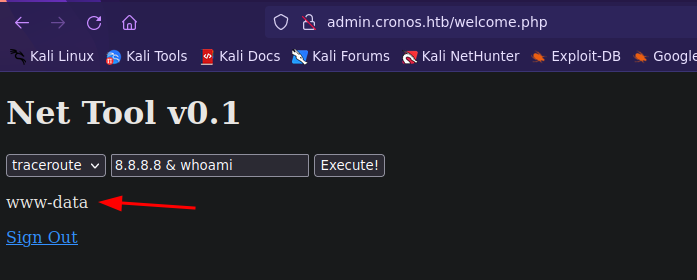 admin.cronos.htb/welcome.php
Kali Linux Kali Tools Kali Docs Kali Forums Kali NetHunter Exploit-DB Google
Net Tool v0.1
traceroute 8.8.8.8 & whoami Execute!
www-data
Sign Out